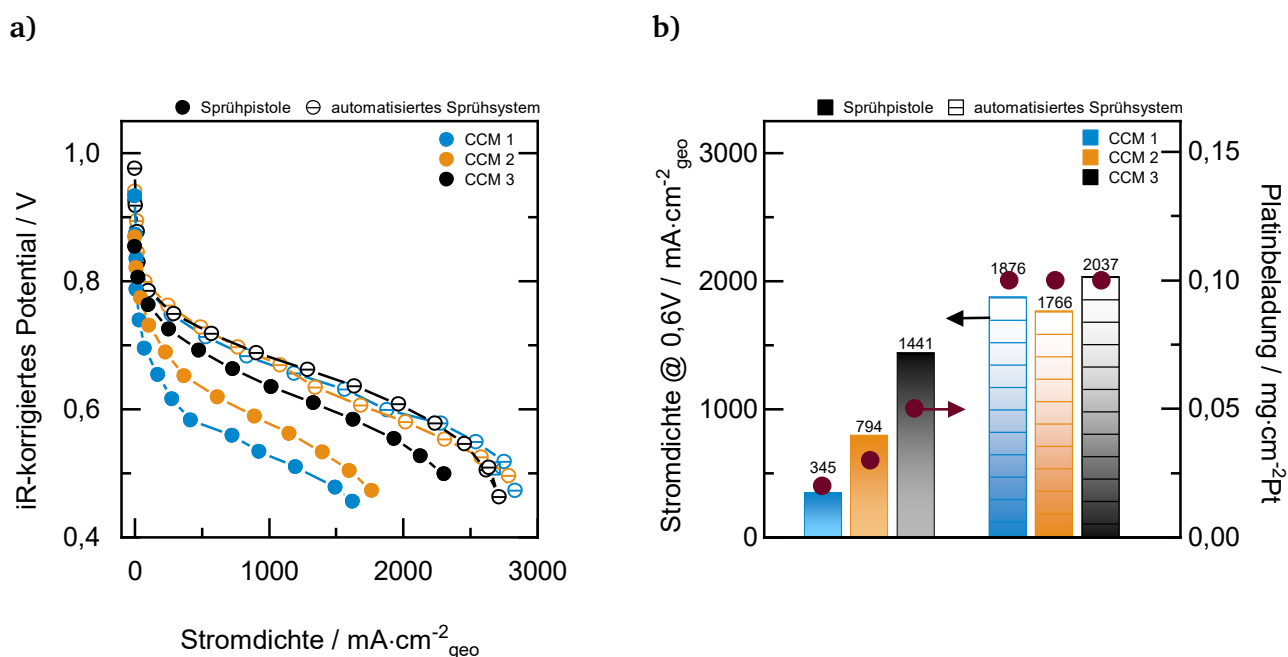 a)
Sprühpistole automatisiertes Sprühsystem
CCM 1
CCM 2
CCM 3
iR-korrigiertes Potential / V
1,0
0,8
0,6
0,4
0 1000 2000 3000
Stromdichte / mA·cm-2geo
b)
Sprühpistole automatisiertes Sprühsystem
CCM 1
CCM 2
CCM 3
Stromdichte @ 0,6V / mA·cm-2geo
3000
2000
1000
0
345
794
1441
1876
1766
2037
0,15
0,10
0,05
0,00
Platinbeladung / mg·cm-2Pt